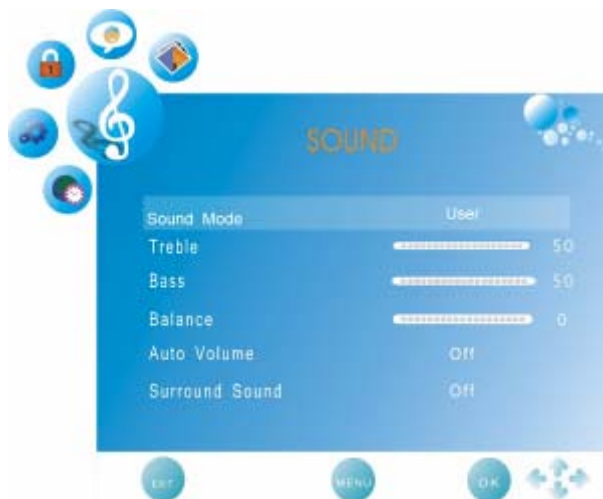 SOUND
Sound Mode User
Treble 50
Bass 50
Balance 0
Auto Volume Off
Surround Sound Off
EXIT MENU OK